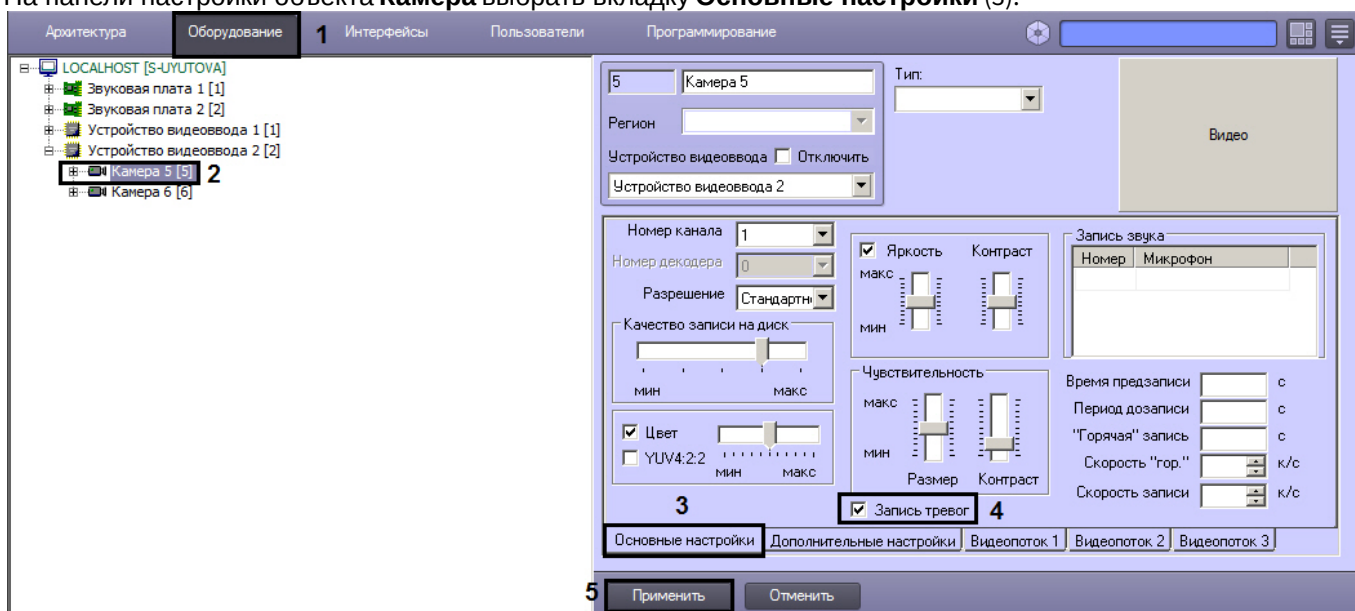 На панели настройки объекта Камера выбрать вкладку Основные настройки (3).
Архитектура Оборудование 1 Интерфейсы Пользователи Программирование
LOCALHOST [S-UYUTOVA]
Звуковая плата 1 [1]
Звуковая плата 2 [2]
Устройство видеоввода 1 [1]
Устройство видеоввода 2 [2]
Камера 5 [5] 2
Камера 6 [6]
5 Камера 5
Тип:
Регион
Устройство видеоввода Отключить
Устройство видеоввода 2
Видео
Номер канала 1
Номер декодера 0
Разрешение Стандартн
Качество записи на диск
мин макс
Цвет
YUV4:2:2
мин макс
3
Яркость Контраст
макс
мин
Чувствительность
макс
мин
Размер Контраст
Запись тревог 4
Запись звука
Номер Микрофон
Время предзаписи с
Период дозаписи с
"Горячая" запись с
Скорость "гор." к/с
Скорость записи к/с
Основные настройки Дополнительные настройки Видеопоток 1 Видеопоток 2 Видеопоток 3
5 Применить Отменить